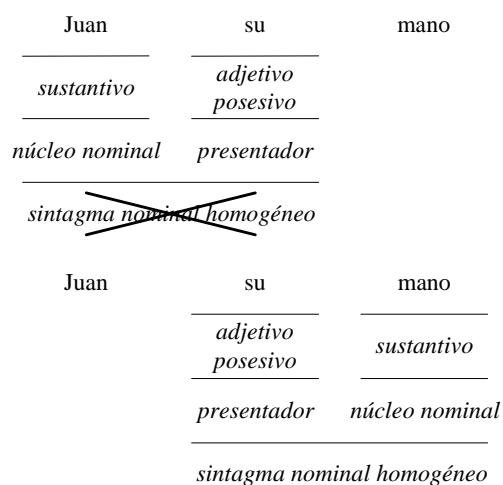 Juan su mano
sustantivo adjetivo posesivo
núcleo nominal presentador
sintagma nominal homogéneo
Juan su mano
adjetivo posesivo sustantivo
presentador núcleo nominal
sintagma nominal homogéneo